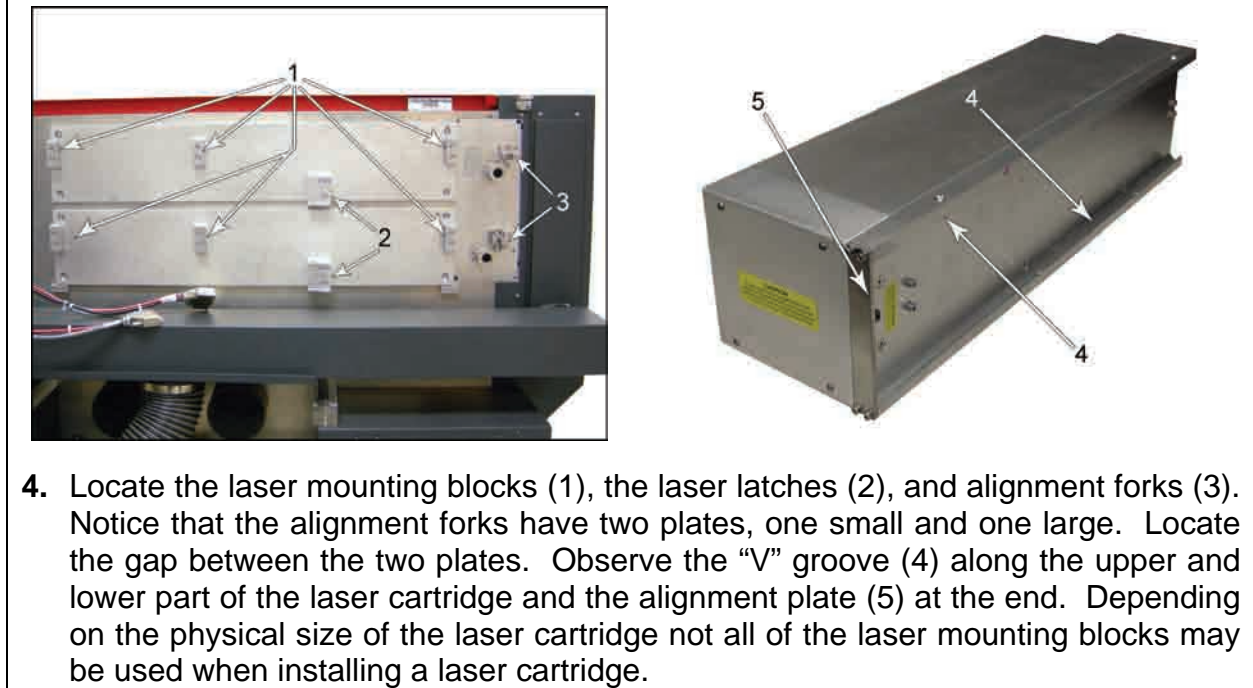 1
2
3
5
4
4
4. Locate the laser mounting blocks (1), the laser latches (2), and alignment forks (3).
Notice that the alignment forks have two plates, one small and one large. Locate
the gap between the two plates. Observe the “V” groove (4) along the upper and
lower part of the laser cartridge and the alignment plate (5) at the end. Depending
on the physical size of the laser cartridge not all of the laser mounting blocks may
be used when installing a laser cartridge.